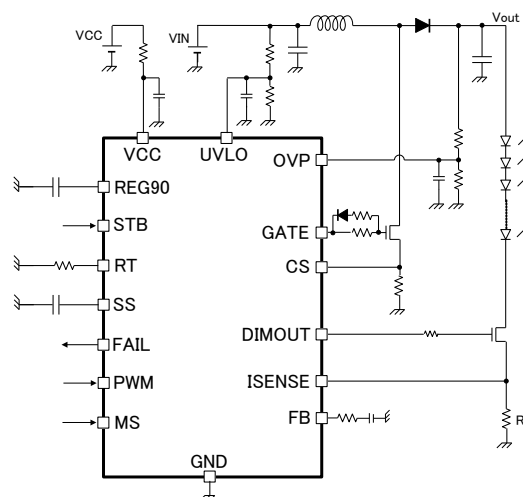 VCC
VIN
Vout
VCC
UVLO
OVP
REG90
STB
GATE
RT
CS
SS
DIMOUT
FAIL
PWM
ISENSE
MS
FB
GND
R